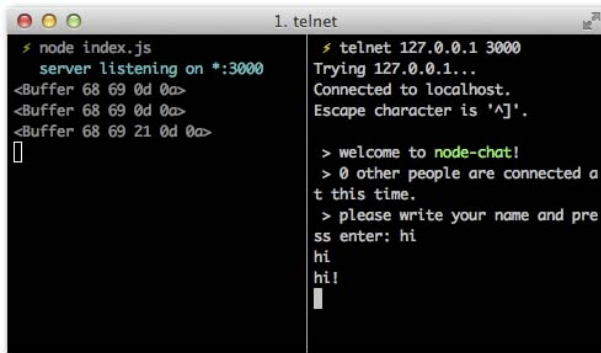 1. telnet
⚡ node index.js
server listening on *:3000
<Buffer 68 69 0d 0a>
<Buffer 68 69 0d 0a>
<Buffer 68 69 21 0d 0a>
⚡ telnet 127.0.0.1 3000
Trying 127.0.0.1...
Connected to localhost.
Escape character is '^]'.
> welcome to node-chat!
> 0 other people are connected a
t this time.
> please write your name and pre
ss enter: hi
hi
hi!